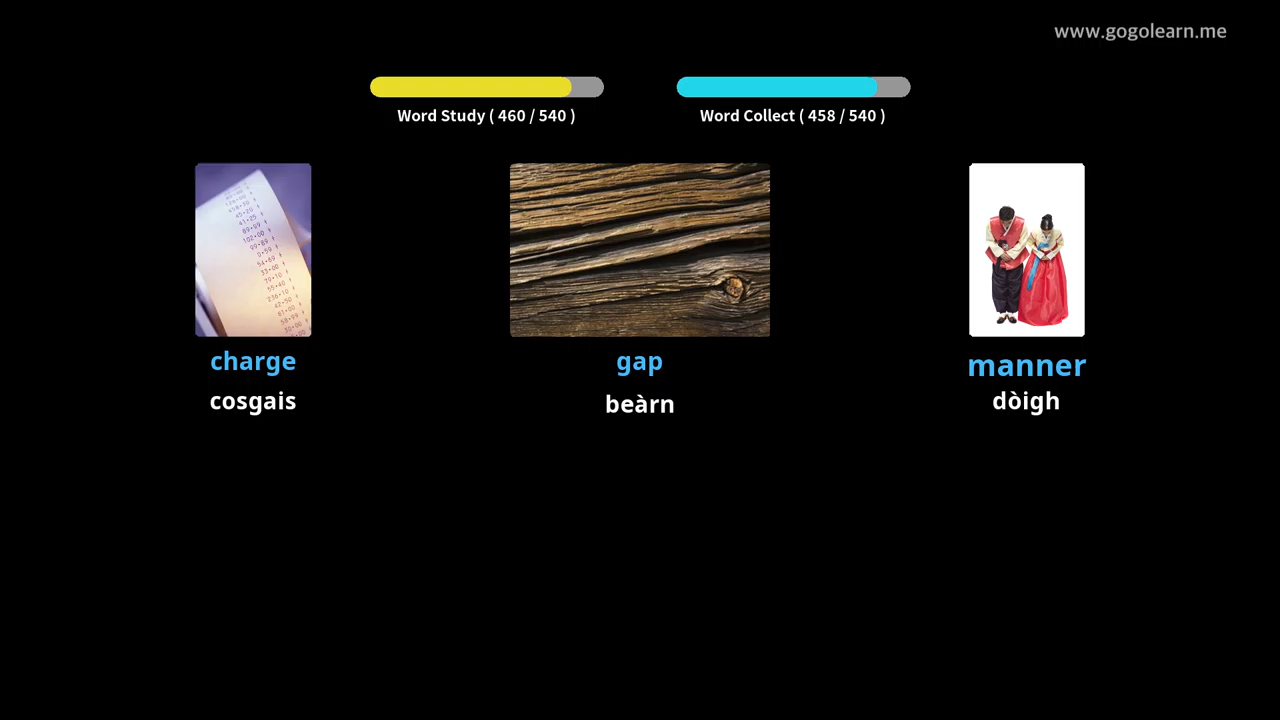 www.gogolearn.me
Word Study ( 460 / 540 )
Word Collect ( 458 / 540 )
charge
gap
manner
cosgais
beàrn
dòigh